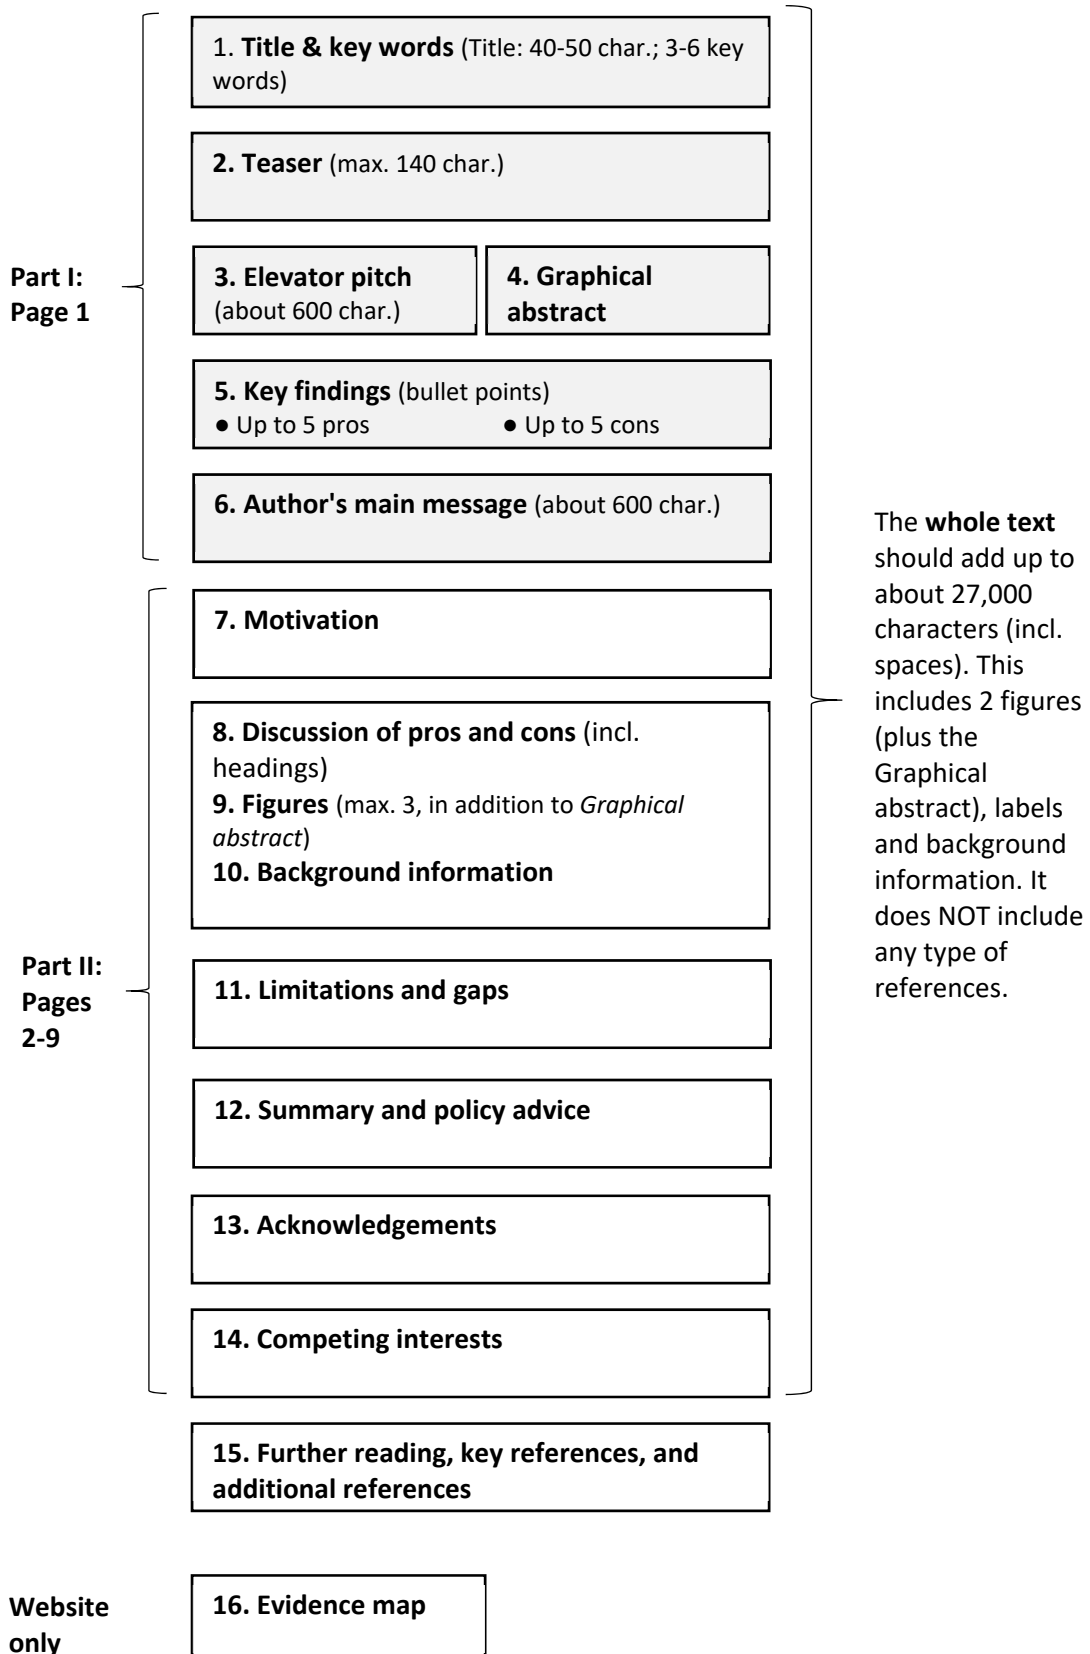 1. Title & key words (Title: 40-50 char.; 3-6 key
words)
2. Teaser (max. 140 char.)
Part I:
Page 1
3. Elevator pitch
(about 600 char.)
4. Graphical
abstract
5. Key findings (bullet points)
● Up to 5 pros ● Up to 5 cons
6. Author's main message (about 600 char.)
7. Motivation
8. Discussion of pros and cons (incl.
headings)
9. Figures (max. 3, in addition to Graphical
abstract)
10. Background information
Part II:
Pages
2-9
11. Limitations and gaps
12. Summary and policy advice
13. Acknowledgements
14. Competing interests
The whole text
should add up to
about 27,000
characters (incl.
spaces). This
includes 2 figures
(plus the
Graphical
abstract), labels
and background
information. It
does NOT include
any type of
references.
15. Further reading, key references, and
additional references
Website
only
16. Evidence map